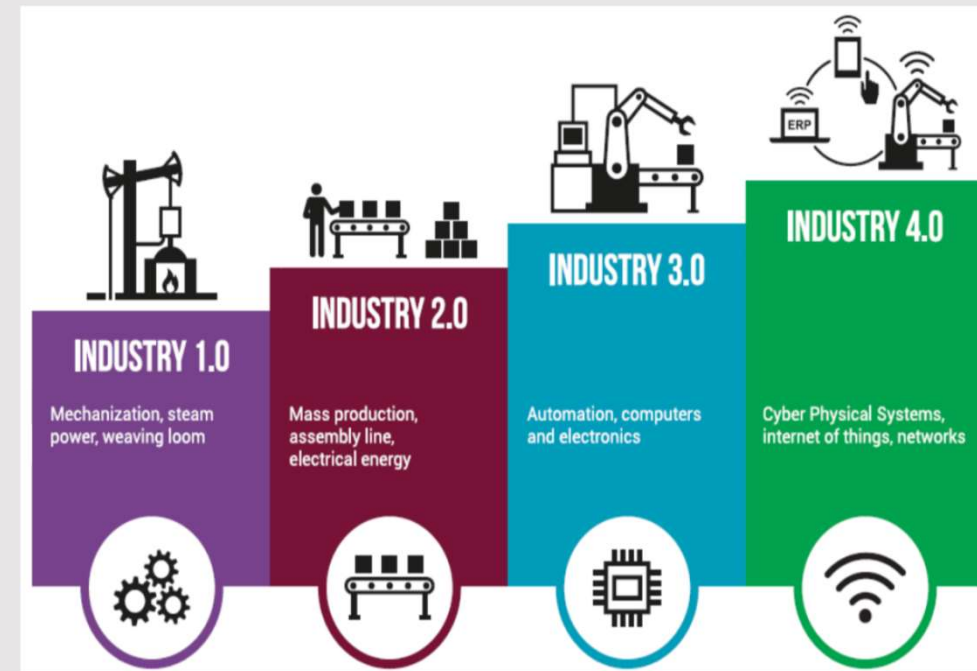 INDUSTRY 1.0
Mechanization, steam
power, weaving loom
INDUSTRY 2.0
Mass production,
assembly line,
electrical energy
INDUSTRY 3.0
Automation, computers
and electronics
ERP
INDUSTRY 4.0
Cyber Physical Systems,
internet of things, networks